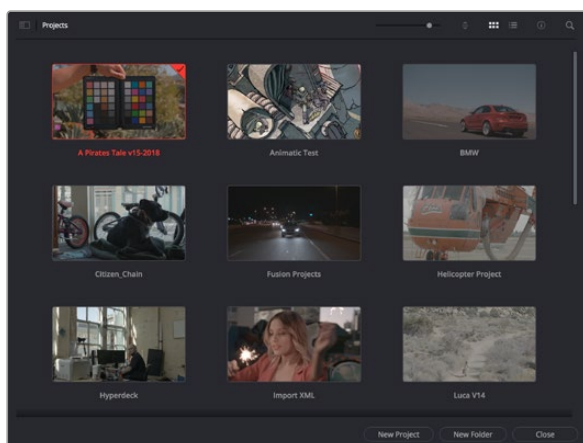 Projects
A Pirates Tale v15-2018
Animatic Test
BMW
Citizen_Chain
Fusion Projects
Helicopter Project
Hyperdeck
Import XML
Luca V14
New Project
New Folder
Close